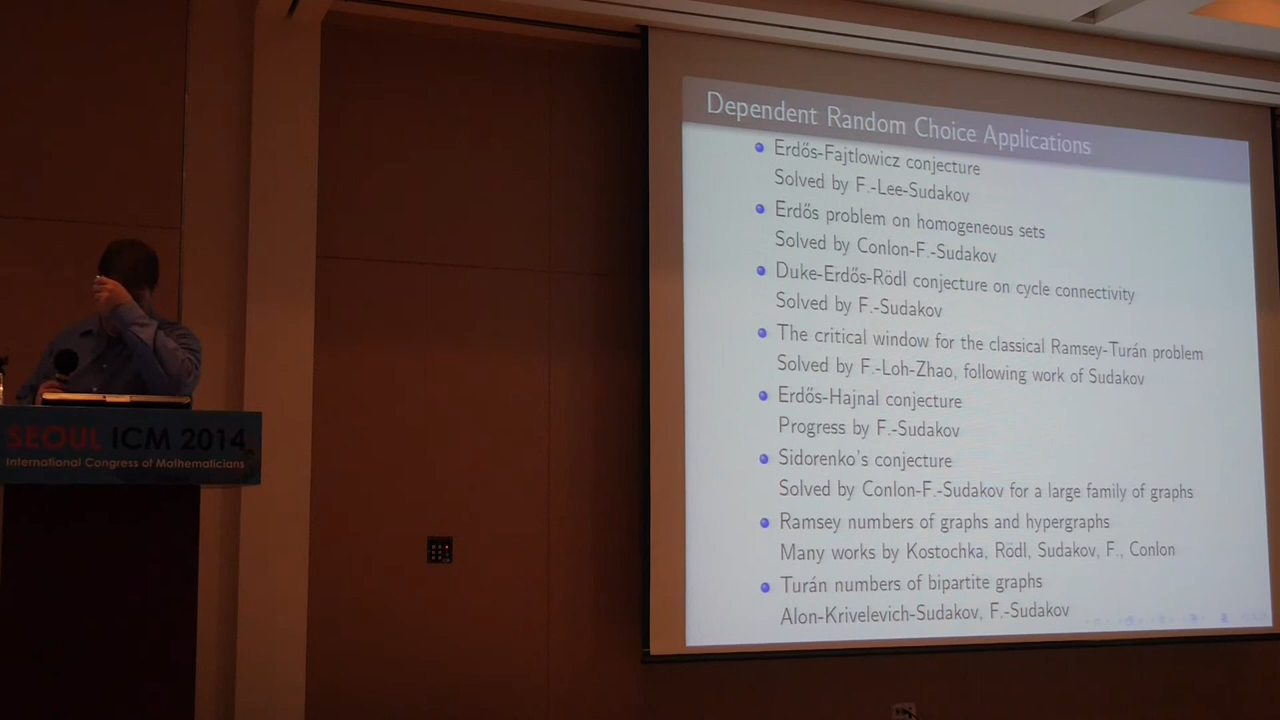 Dependent Random Choice Applications
Erdős-Fajtlowicz conjecture
Solved by F.-Lee-Sudakov
Erdős problem on homogeneous sets
Solved by Conlon-F.-Sudakov
Duke-Erdős-Rödl conjecture on cycle connectivity
Solved by F.-Sudakov
The critical window for the classical Ramsey-Turán problem
Solved by F.-Loh-Zhao, following work of Sudakov
Erdős-Hajnal conjecture
Progress by F.-Sudakov
Sidorenko's conjecture
Solved by Conlon-F.-Sudakov for a large family of graphs
Ramsey numbers of graphs and hypergraphs
Many works by Kostochka, Rödl, Sudakov, F., Conlon
Turán numbers of bipartite graphs
Alon-Krivelevich-Sudakov, F.-Sudakov
SEOUL ICM 2014
International Congress of Mathematicians